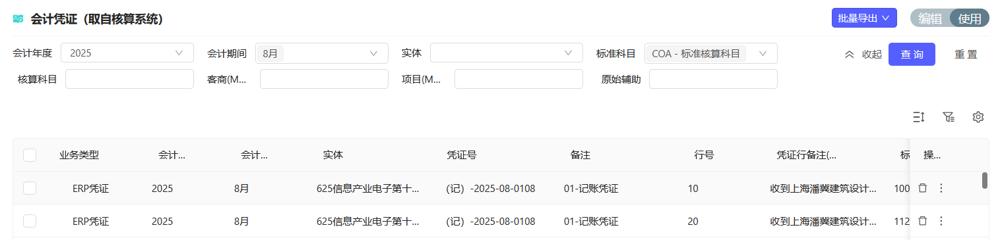 会计凭证（取自核算系统） 批量导出 编辑 使用
会计年度 2025 会计期间 8月 实体 标准科目 COA - 标准核算科目 收起 查 询 重 置
核算科目 客商(M... 项目(M... 原始辅助
业务类型 会计... 会计... 实体 凭证号 备注 行号 凭证行备注(... 标 操...
ERP凭证 2025 8月 625信息产业电子第十... (记）-2025-08-0108 01-记账凭证 10 收到上海潘冀建筑设计... 100
ERP凭证 2025 8月 625信息产业电子第十... (记）-2025-08-0108 01-记账凭证 20 收到上海潘冀建筑设计... 112